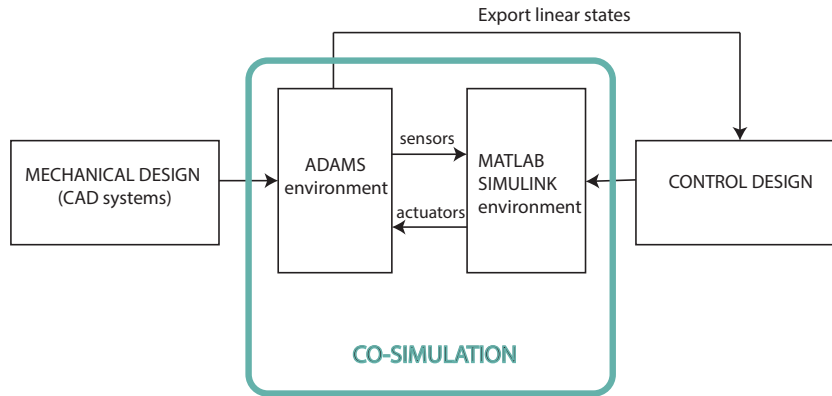 Export linear states
MECHANICAL DESIGN
(CAD systems)
ADAMS
environment
sensors
actuators
MATLAB
SIMULINK
environment
CONTROL DESIGN
CO-SIMULATION